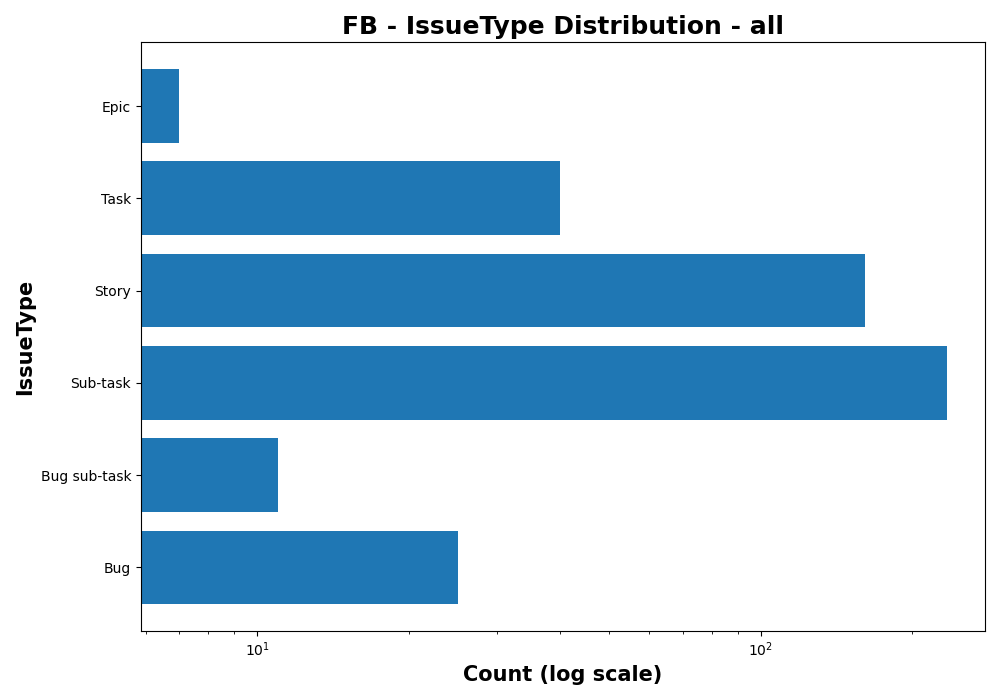 FB - IssueType Distribution - all
IssueType
Epic
Task
Story
Sub-task
Bug sub-task
Bug
10¹
10²
Count (log scale)